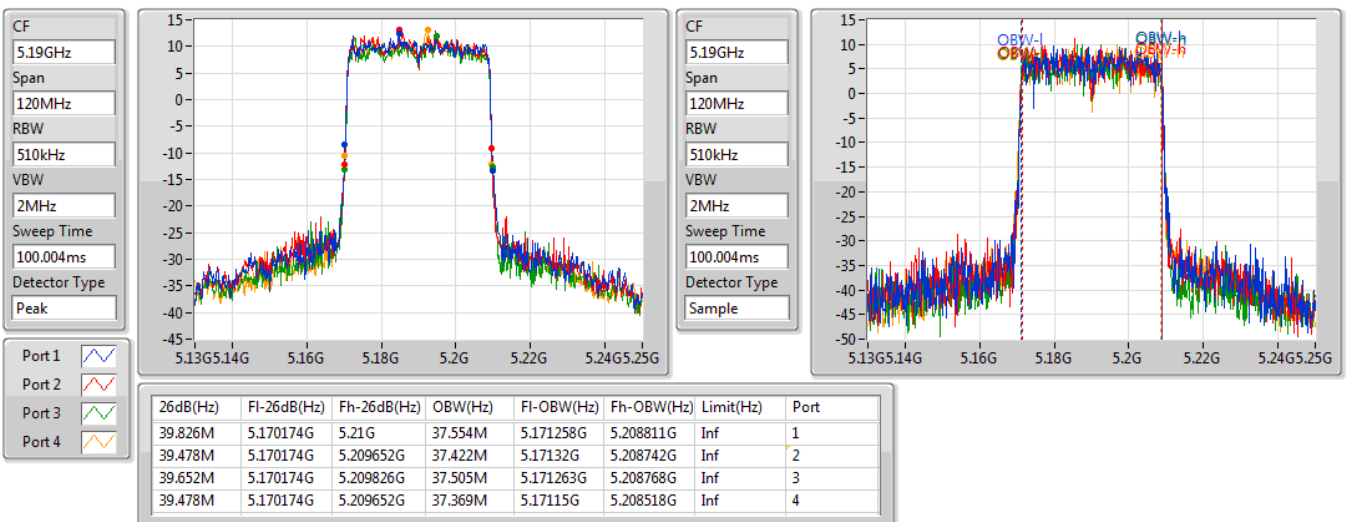 CF
5.19GHz
Span
120MHz
RBW
510kHz
VBW
2MHz
Sweep Time
100.004ms
Detector Type
Peak
15
10
5
0
-5
-10
-15
-20
-25
-30
-35
-40
-45
5.13G 5.14G 5.16G 5.18G 5.2G 5.22G 5.24G 5.25G
CF
5.19GHz
Span
120MHz
RBW
510kHz
VBW
2MHz
Sweep Time
100.004ms
Detector Type
Sample
15
10
5
0
-5
-10
-15
-20
-25
-30
-35
-40
-45
-50
OBW-l
OBW-h
OBW-h
5.13G 5.14G 5.16G 5.18G 5.2G 5.22G 5.24G 5.25G
Port 1
Port 2
Port 3
Port 4
26dB(Hz) Fl-26dB(Hz) Fh-26dB(Hz) OBW(Hz) Fl-OBW(Hz) Fh-OBW(Hz) Limit(Hz) Port
39.826M 5.170174G 5.21G 37.554M 5.171258G 5.208811G Inf 1
39.478M 5.170174G 5.209652G 37.422M 5.17132G 5.208742G Inf 2
39.652M 5.170174G 5.209826G 37.505M 5.171263G 5.208768G Inf 3
39.478M 5.170174G 5.209652G 37.369M 5.17115G 5.208518G Inf 4